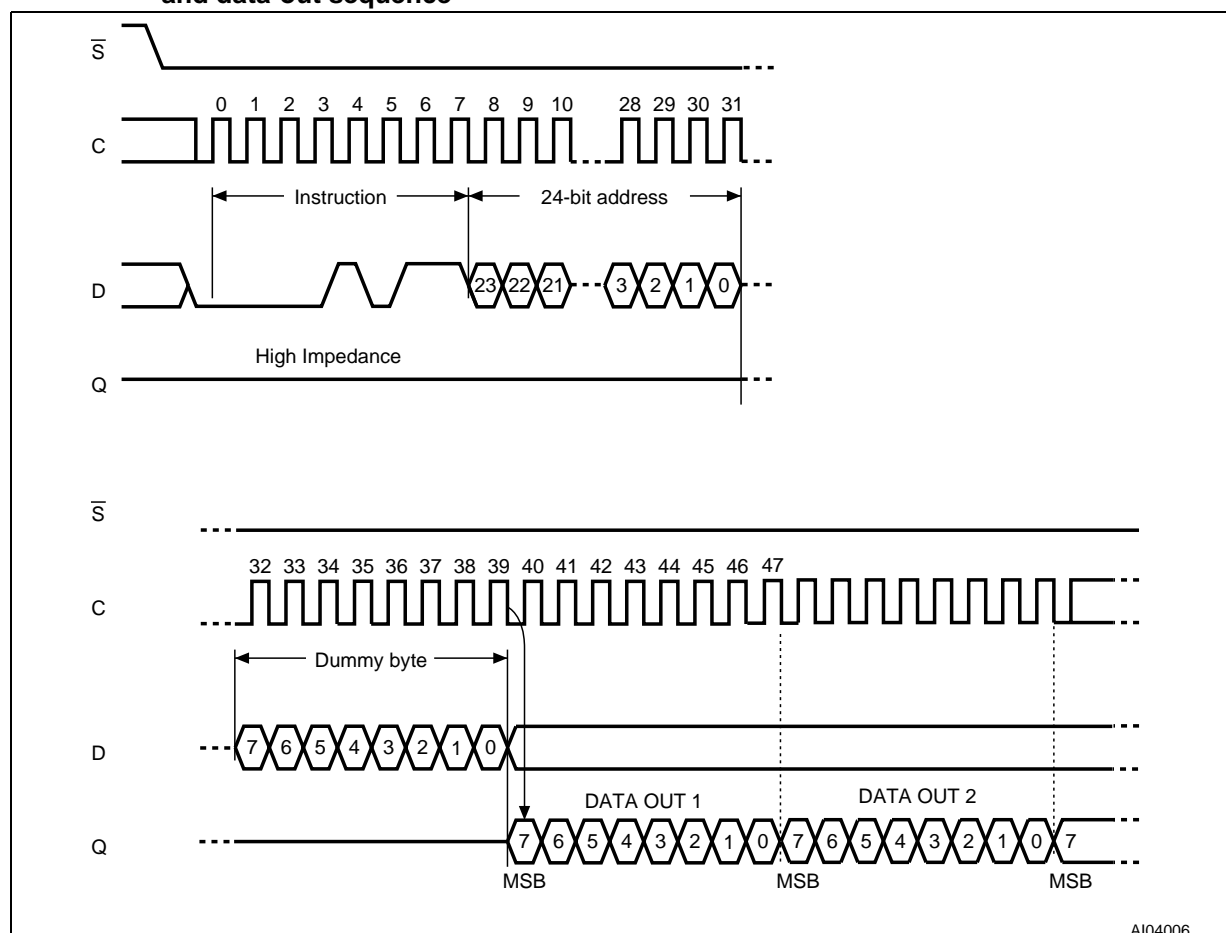 and data-out sequence
S
0 1 2 3 4 5 6 7 8 9 10 28 29 30 31
C
Instruction 24-bit address
D 23 22 21 3 2 1 0
High Impedance
Q
S
32 33 34 35 36 37 38 39 40 41 42 43 44 45 46 47
C
Dummy byte
D 7 6 5 4 3 2 1 0
DATA OUT 1 DATA OUT 2
Q 7 6 5 4 3 2 1 0 7 6 5 4 3 2 1 0 7
MSB MSB MSB
AI04006